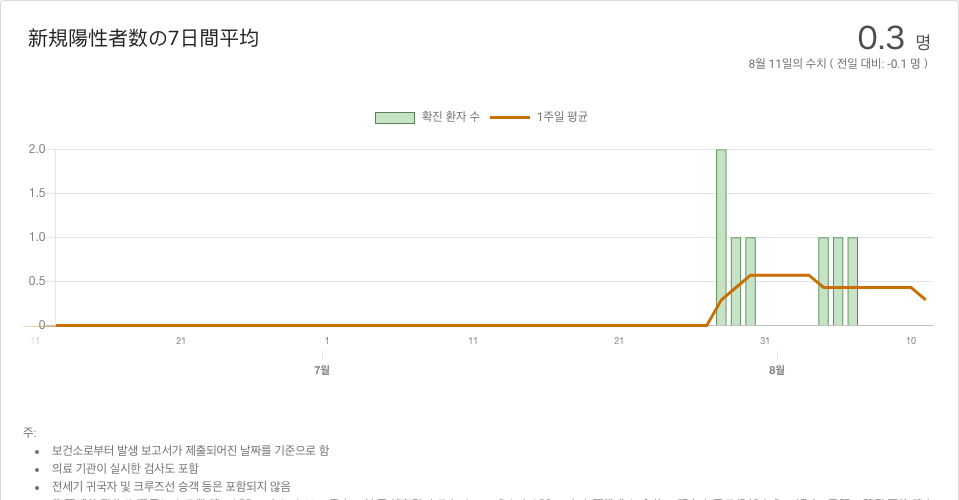 新規陽性者数の7日間平均
0.3 명
8월 11일의 수치 ( 전일 대비: -0.1 명 )
확진 환자 수 1주일 평균
2.0
1.5
1.0
0.5
0
11 21 1 11 21 31 10
7월 8월
주:
보건소로부터 발생 보고서가 제출되어진 날짜를 기준으로 함
의료 기관이 실시한 검사도 포함
전세기 귀국자 및 크루즈선 승객 등은 포함되지 않음